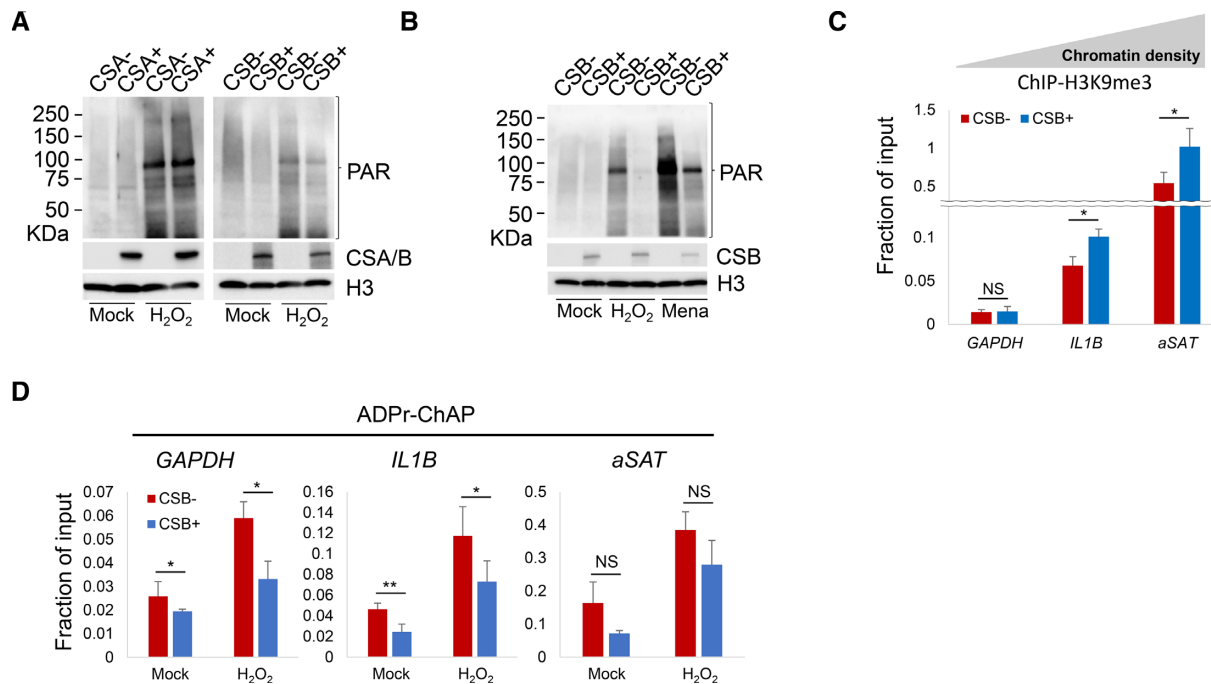 A
CSA- CSA+ CSA- CSA+ CSB- CSB+ CSB- CSB+
250
150
100
75
50
KDa
PAR
CSA/B
H3
Mock H₂O₂ Mock H₂O₂
B
CSB- CSB+ CSB- CSB+ CSB- CSB+
250
150
100
75
50
KDa
PAR
CSB
H3
Mock H₂O₂ Mena
C
Chromatin density
ChIP-H3K9me3
CSB- CSB+
Fraction of input
1.5
1
0.5
0.1
0.05
0
NS * *
GAPDH IL1B aSAT
D
ADPr-ChAP
GAPDH IL1B aSAT
Fraction of input
CSB-
CSB+
0.07
0.06
0.05
0.04
0.03
0.02
0.01
0
* *
Mock H₂O₂
0.16
0.14
0.12
0.1
0.08
0.06
0.04
0.02
0
** *
Mock H₂O₂
0.5
0.4
0.3
0.2
0.1
0
NS NS
Mock H₂O₂